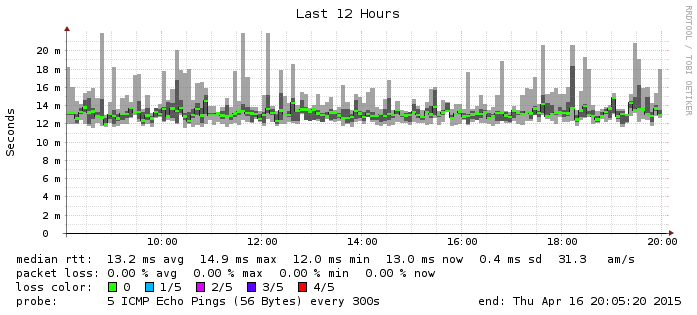 Last 12 Hours
RRDTOOL / TOBI OETIKER
Seconds
20 m
18 m
16 m
14 m
12 m
10 m
8 m
6 m
4 m
2 m
0
10:00 12:00 14:00 16:00 18:00 20:00
median rtt: 13.2 ms avg 14.9 ms max 12.0 ms min 13.0 ms now 0.4 ms sd 31.3 am/s
packet loss: 0.00 % avg 0.00 % max 0.00 % min 0.00 % now
loss color: 0 1/5 2/5 3/5 4/5
probe: 5 ICMP Echo Pings (56 Bytes) every 300s end: Thu Apr 16 20:05:20 2015